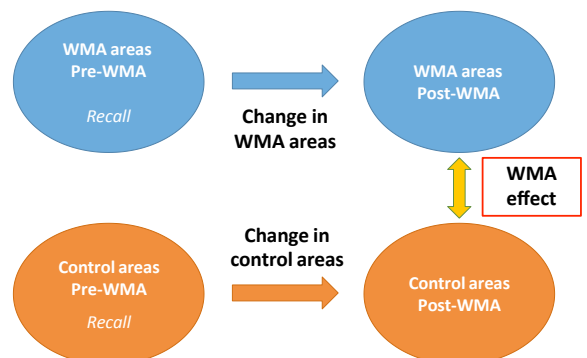 WMA areas
Pre-WMA
Recall
Change in
WMA areas
WMA areas
Post-WMA
WMA
effect
Control areas
Pre-WMA
Recall
Change in
control areas
Control areas
Post-WMA